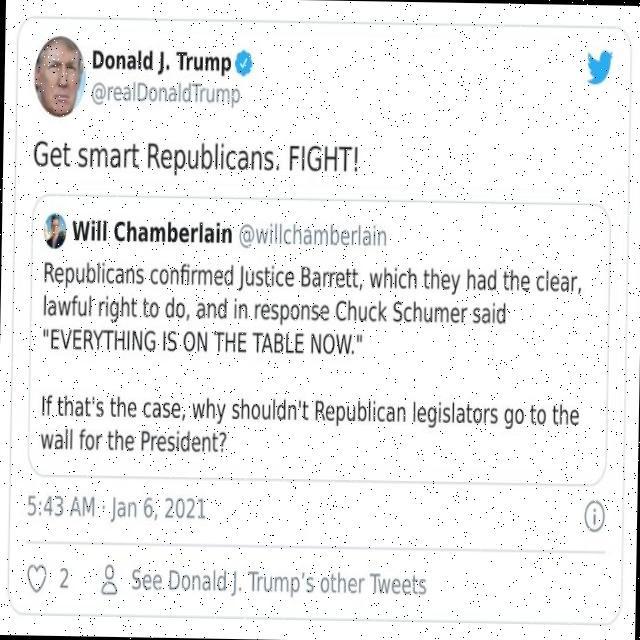 Donald J. Trump
@realDonaldTrump
Get smart Republicans. FIGHT!
Will Chamberlain @willchamberlain
Republicans confirmed Justice Barrett, which they had the clear,
lawful right to do, and in response Chuck Schumer said
"EVERYTHING IS ON THE TABLE NOW."
If that's the case, why shouldn't Republican legislators go to the
wall for the President?
5:43 AM · Jan 6, 2021
2 See Donald J. Trump's other Tweets